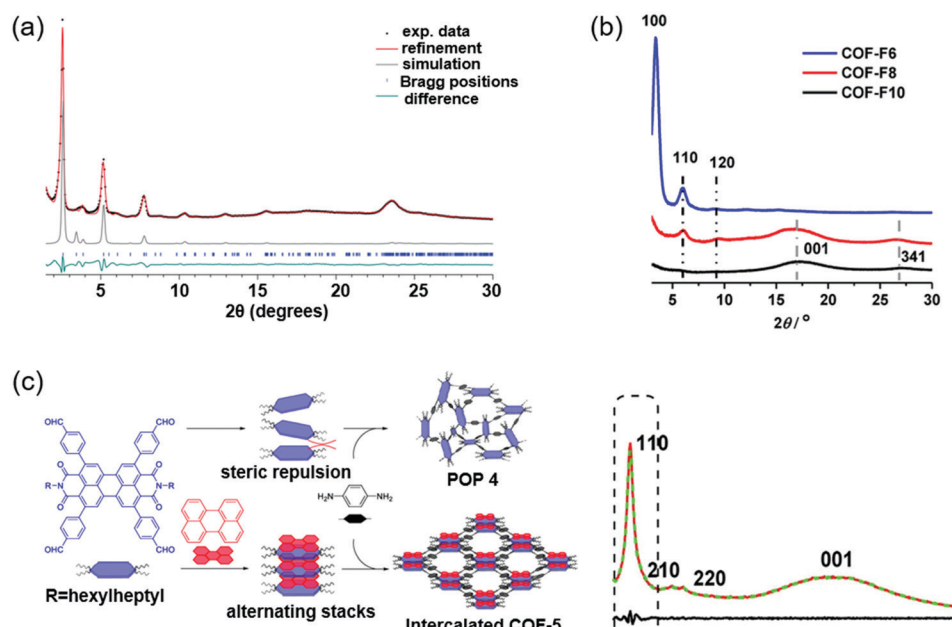 (a)
exp. data
refinement
simulation
Bragg positions
difference
5
10
15
20
25
30
2θ (degrees)
(b)
100
COF-F6
COF-F8
COF-F10
110
120
001
341
5
10
15
20
25
30
2θ/°
(c)
CHO
CHO
O
N
O
R
O
N
O
R
CHO
CHO
R=hexylheptyl
steric repulsion
alternating stacks
H₂N
NH₂
POP 4
Intercalated COF-5
110
210
220
001